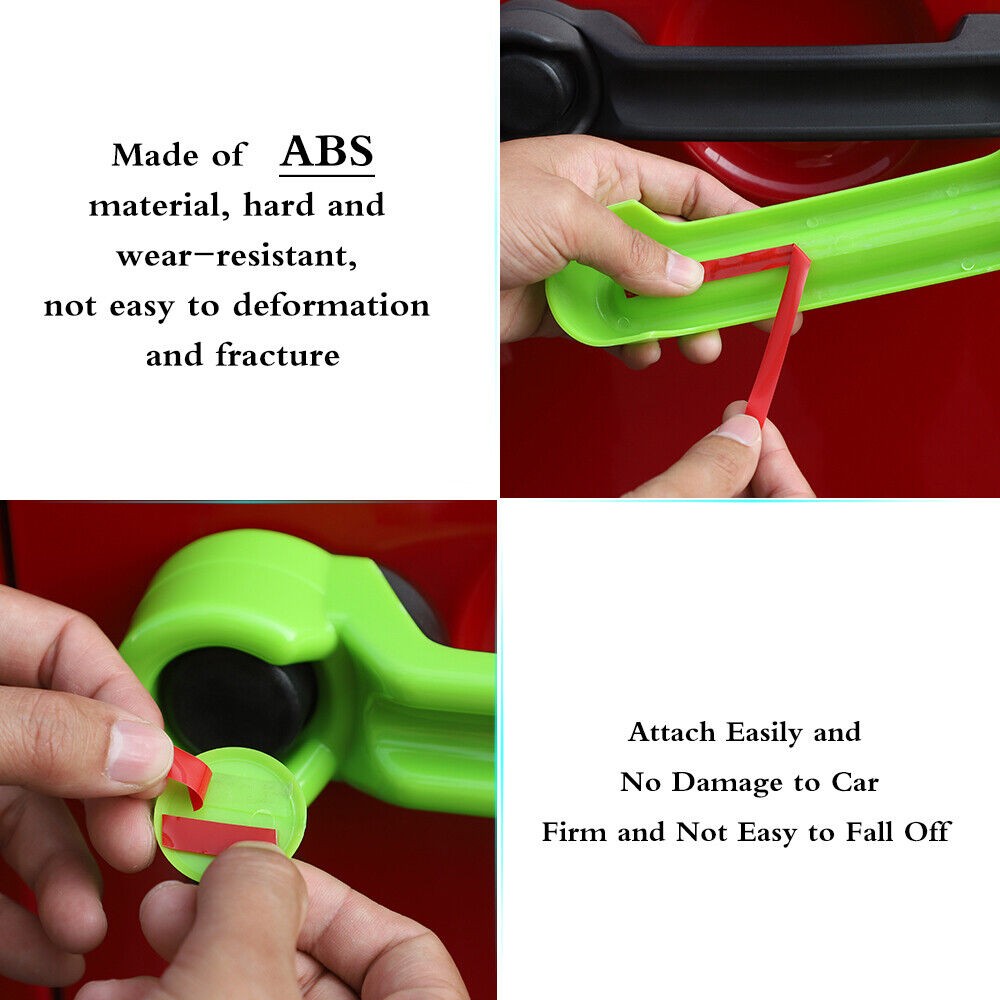 Made of ABS
material, hard and
wear-resistant,
not easy to deformation
and fracture
Attach Easily and
No Damage to Car
Firm and Not Easy to Fall Off